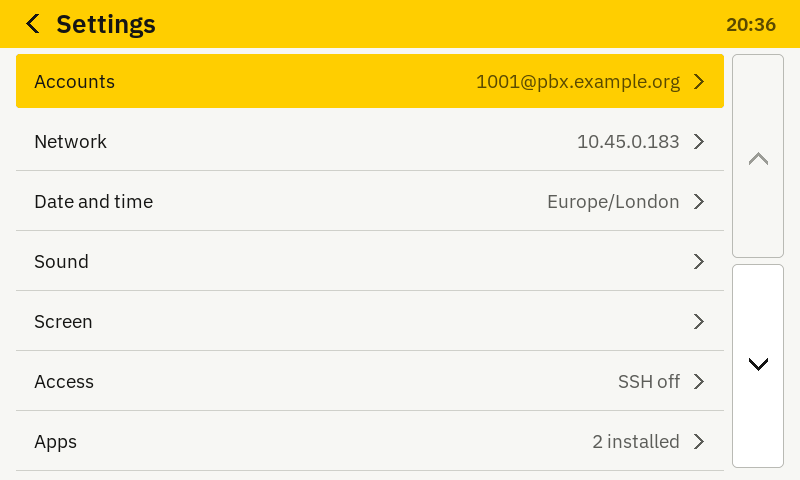 Settings 20:36
Accounts 1001@pbx.example.org
Network 10.45.0.183
Date and time Europe/London
Sound
Screen
Access SSH off
Apps 2 installed